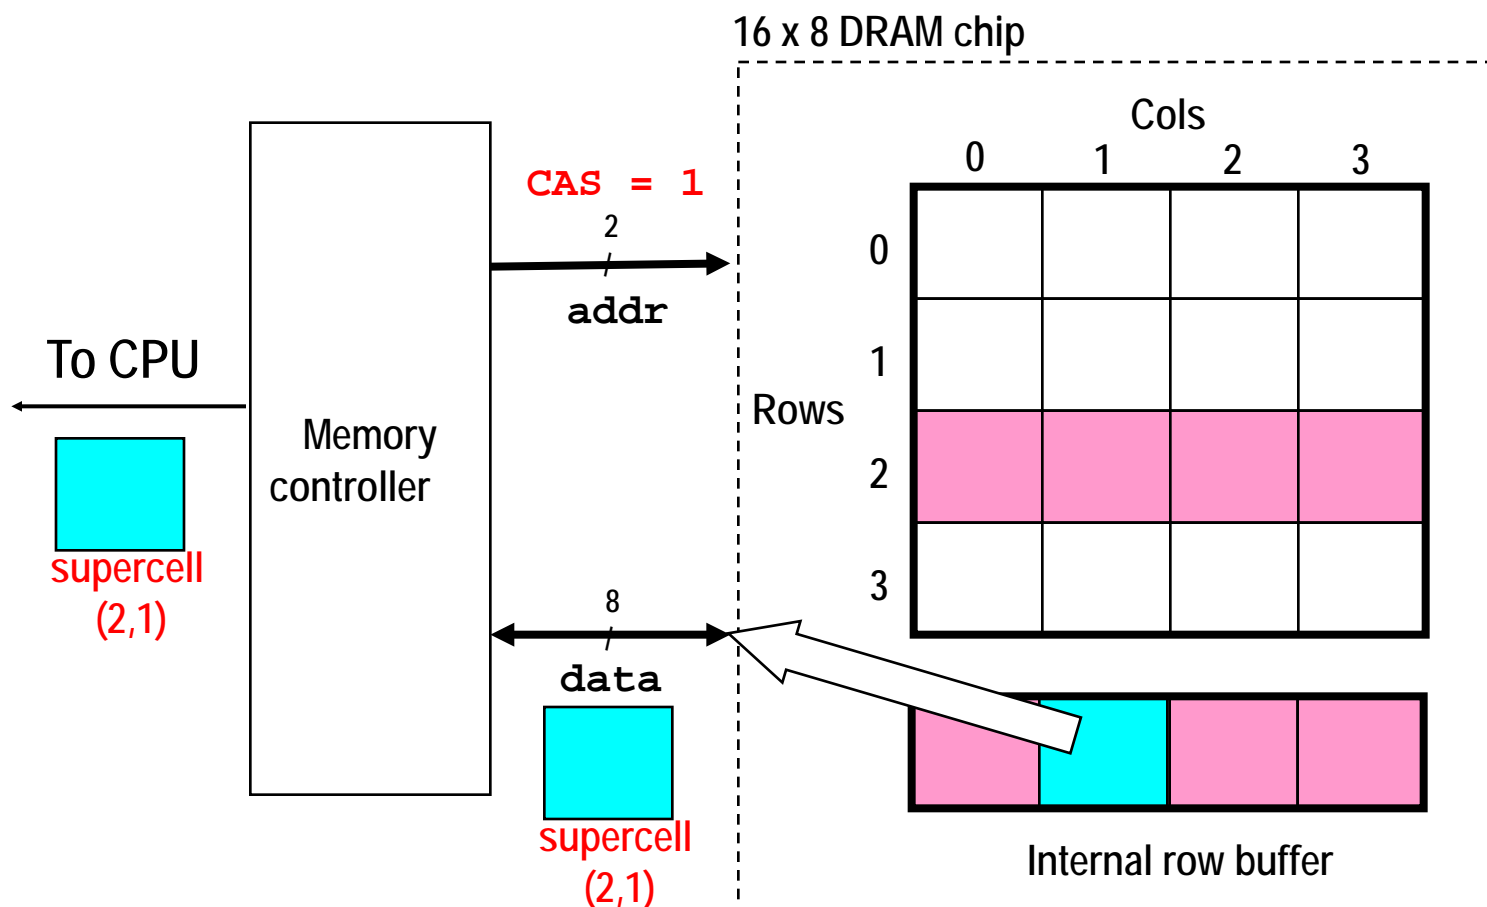 16 x 8 DRAM chip
Cols
0 1 2 3
CAS = 1
2
addr
0
1
Rows
2
3
To CPU
Memory
controller
supercell
(2,1)
8
data
supercell
(2,1)
Internal row buffer